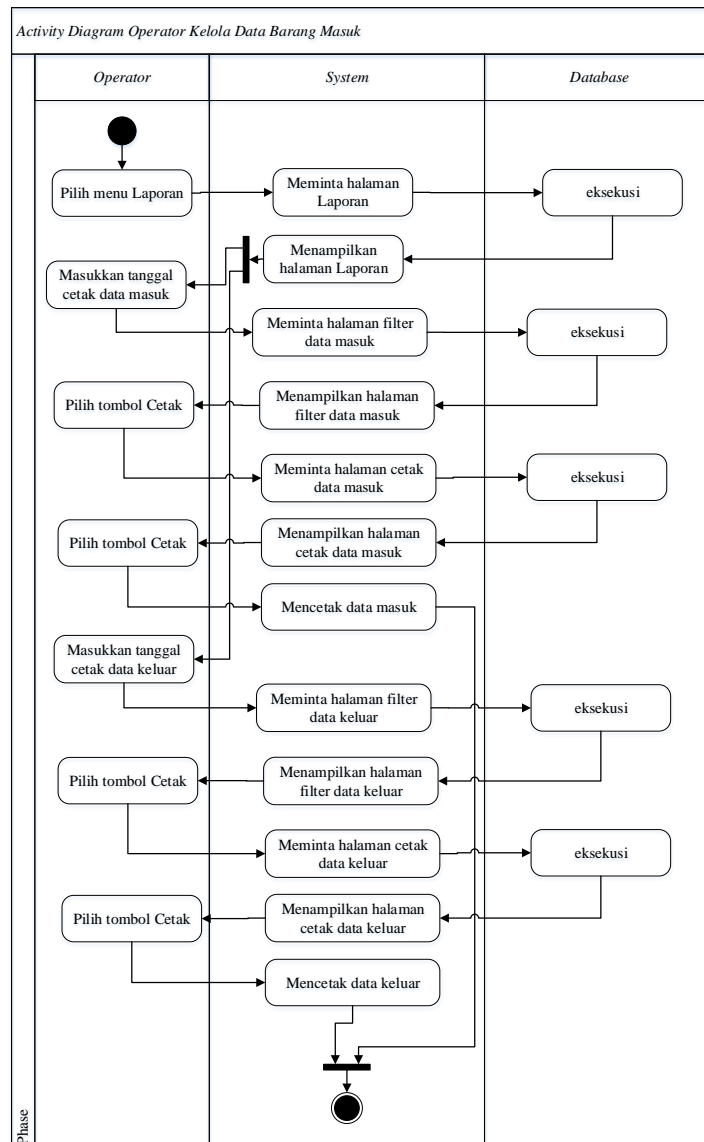 Activity Diagram Operator Kelola Data Barang Masuk
Operator
System
Database
Pilih menu Laporan
Meminta halaman
Laporan
eksekusi
Menampilkan
halaman Laporan
Masukkan tanggal
cetak data masuk
Meminta halaman filter
data masuk
eksekusi
Menampilkan halaman
filter data masuk
Pilih tombol Cetak
Meminta halaman cetak
data masuk
eksekusi
Menampilkan halaman
cetak data masuk
Pilih tombol Cetak
Mencetak data masuk
Masukkan tanggal
cetak data keluar
Meminta halaman filter
data keluar
eksekusi
Menampilkan halaman
filter data keluar
Pilih tombol Cetak
Meminta halaman cetak
data keluar
eksekusi
Menampilkan halaman
cetak data keluar
Pilih tombol Cetak
Mencetak data keluar
Phase